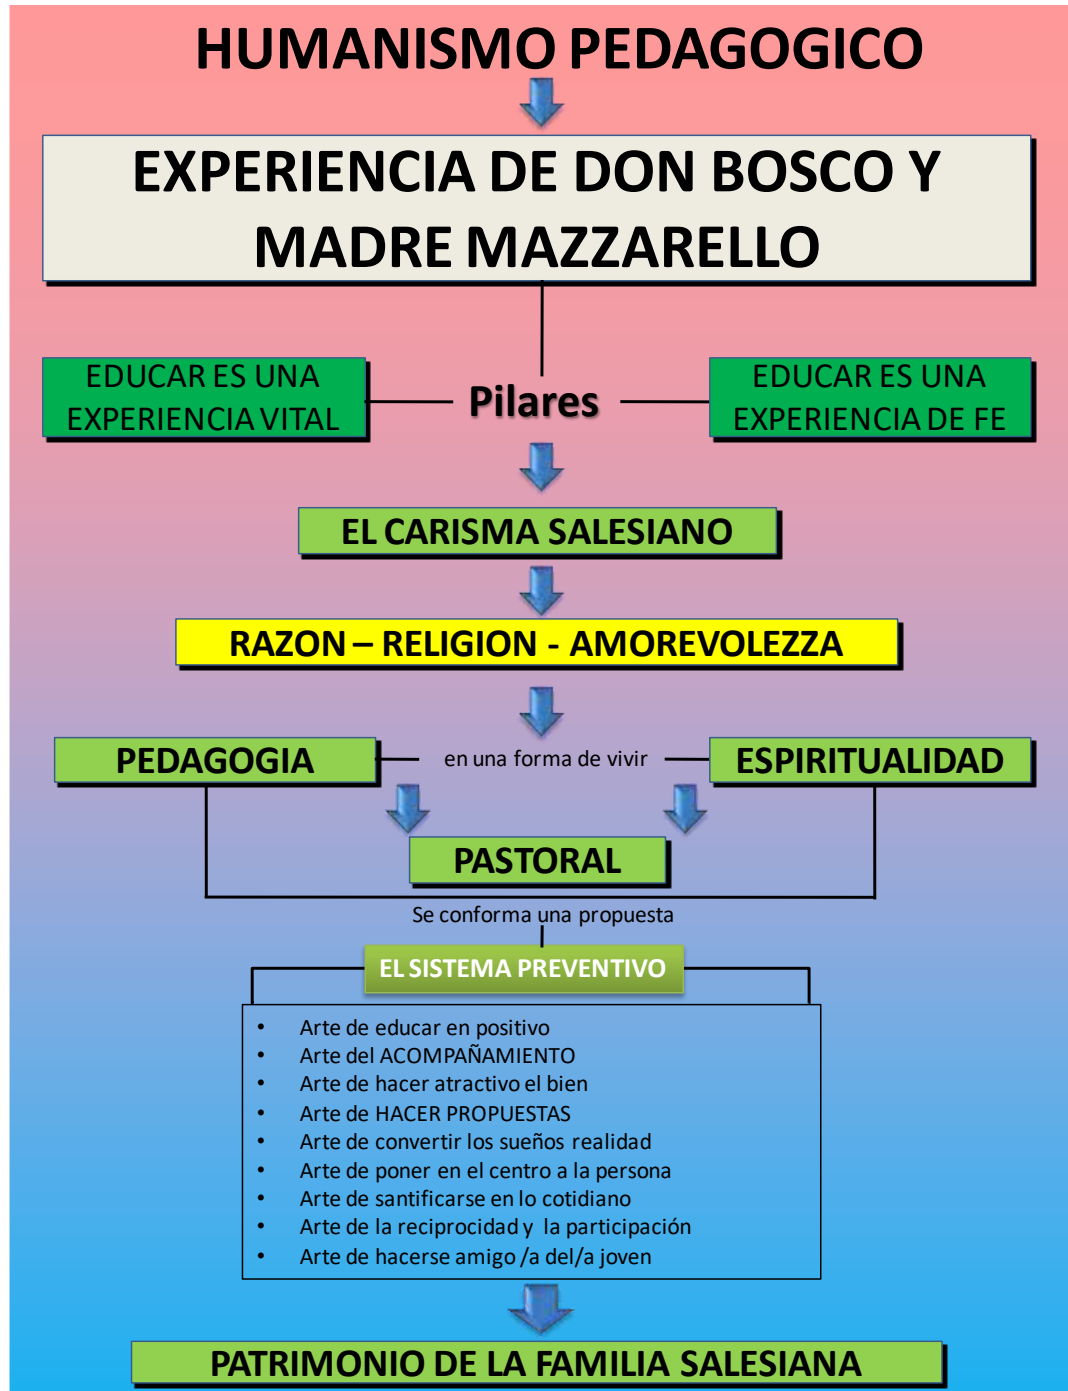 HUMANISMO PEDAGOGICO
EXPERIENCIA DE DON BOSCO Y
MADRE MAZZARELLO
EDUCAR ES UNA
EXPERIENCIA VITAL
Pilares
EDUCAR ES UNA
EXPERIENCIA DE FE
EL CARISMA SALESIANO
RAZON – RELIGION - AMOREVOLEZZA
PEDAGOGIA
en una forma de vivir
ESPIRITUALIDAD
PASTORAL
Se conforma una propuesta
EL SISTEMA PREVENTIVO
• Arte de educar en positivo
• Arte del ACOMPAÑAMIENTO
• Arte de hacer atractivo el bien
• Arte de HACER PROPUESTAS
• Arte de convertir los sueños realidad
• Arte de poner en el centro a la persona
• Arte de santificarse en lo cotidiano
• Arte de la reciprocidad y la participación
• Arte de hacerse amigo /a del/a joven
PATRIMONIO DE LA FAMILIA SALESIANA